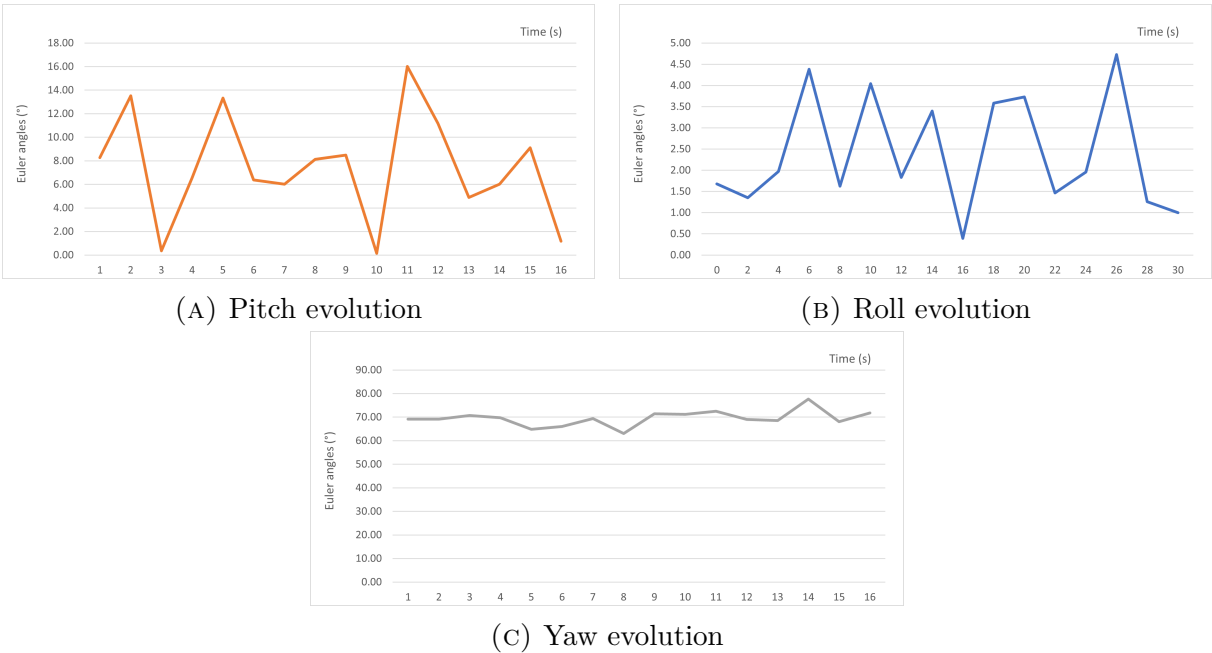 Time (s)
18.00
16.00
14.00
12.00
10.00
8.00
6.00
4.00
2.00
0.00
Euler angles (°)
1 2 3 4 5 6 7 8 9 10 11 12 13 14 15 16
(A) Pitch evolution
Time (s)
5.00
4.50
4.00
3.50
3.00
2.50
2.00
1.50
1.00
0.50
0.00
Euler angles (°)
0 2 4 6 8 10 12 14 16 18 20 22 24 26 28 30
(B) Roll evolution
Time (s)
90.00
80.00
70.00
60.00
50.00
40.00
30.00
20.00
10.00
0.00
Euler angles (°)
1 2 3 4 5 6 7 8 9 10 11 12 13 14 15 16
(C) Yaw evolution